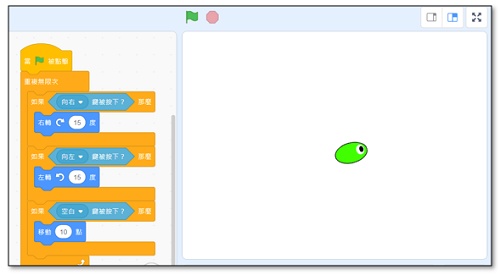 當 被點擊
重複無限次
如果 向右 鍵被按下? 那麼
右轉 15 度
如果 向左 鍵被按下? 那麼
左轉 15 度
如果 空白 鍵被按下? 那麼
移動 10 點